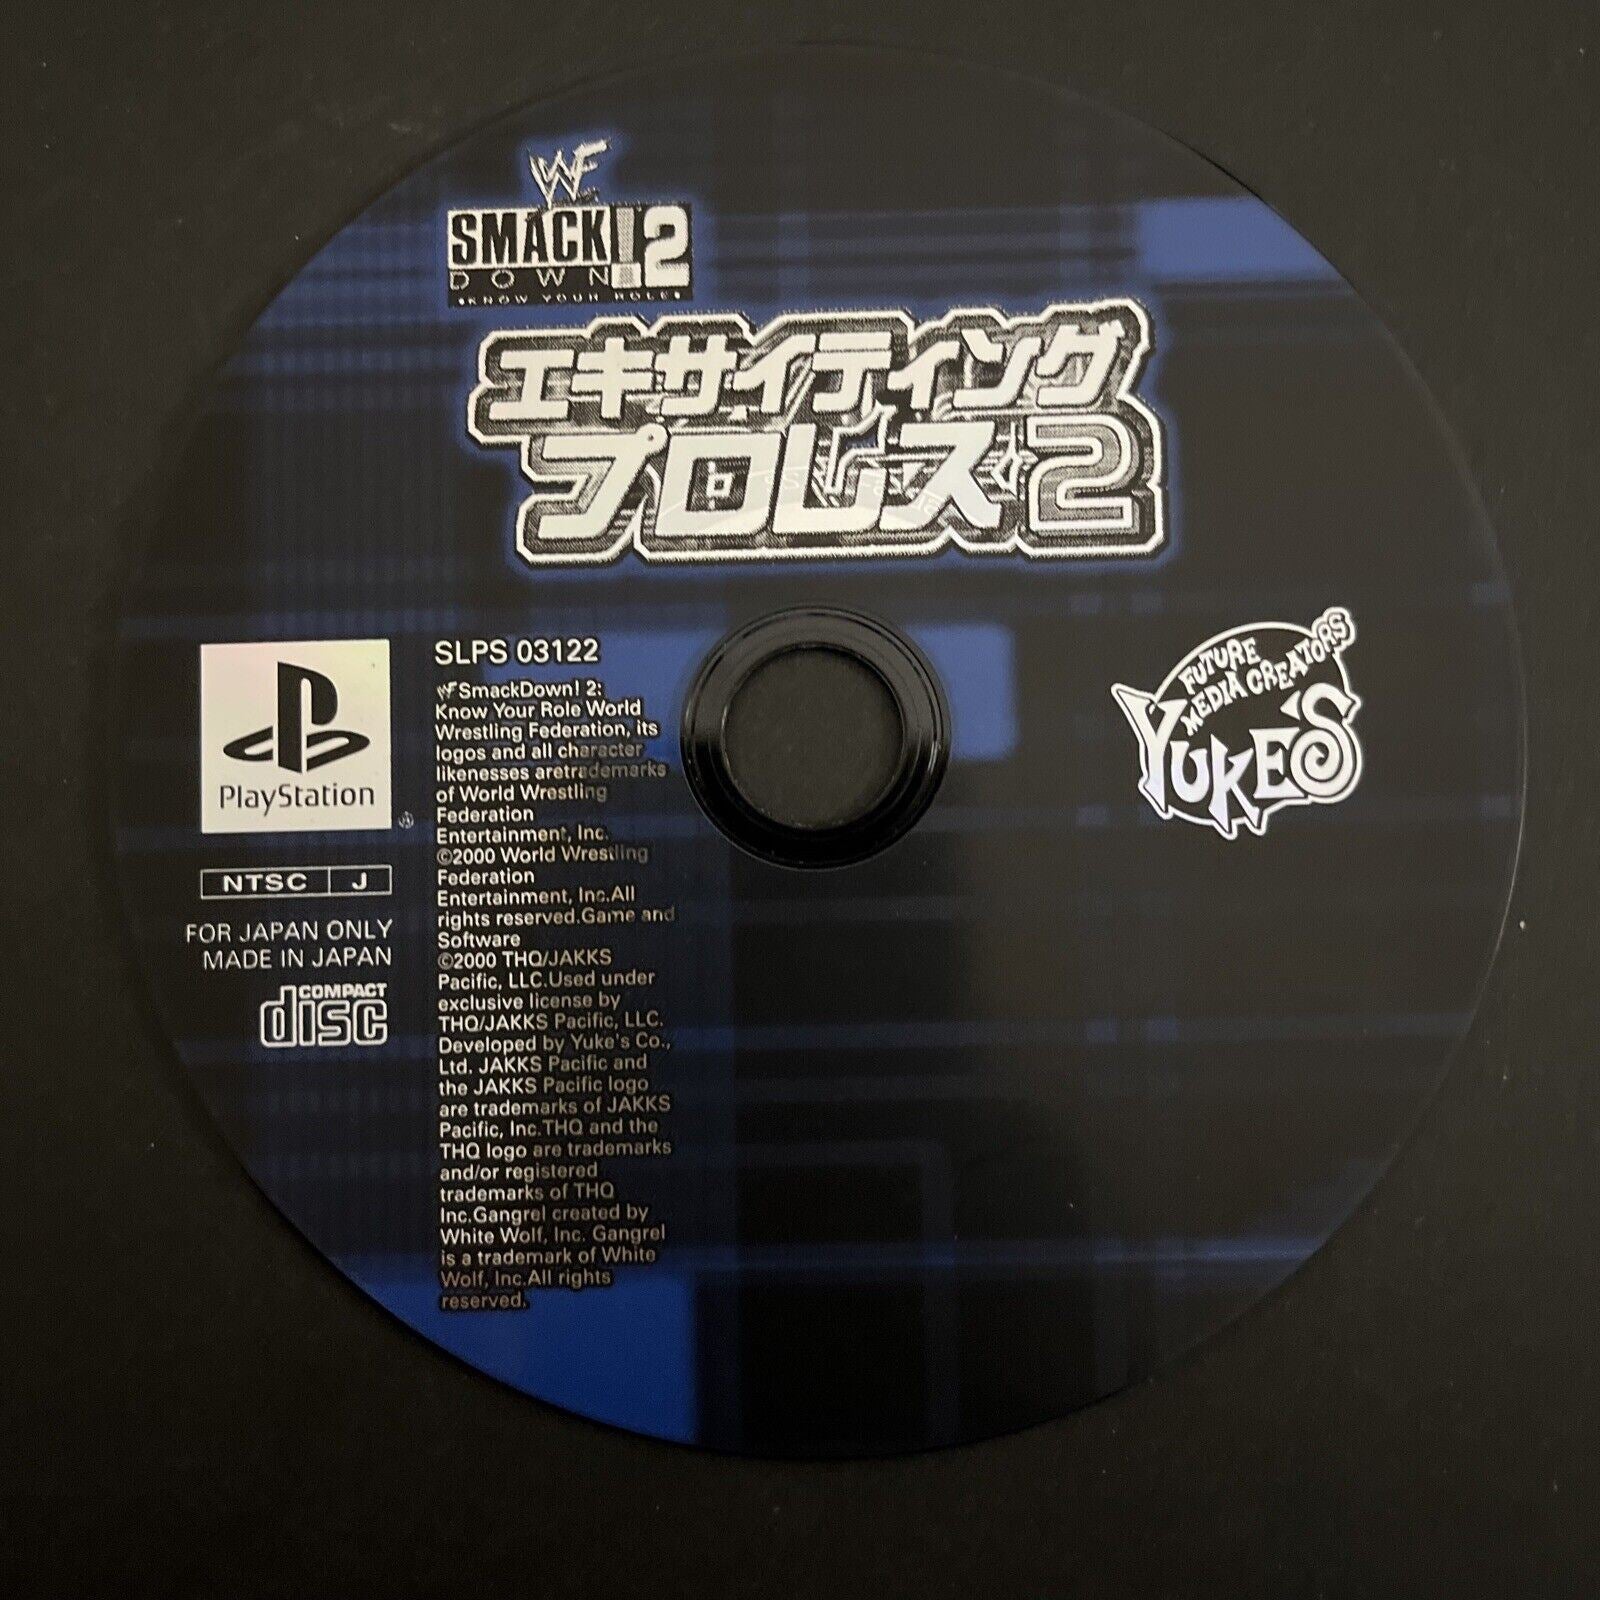 WF
SMACK
DOWN!2
KNOW YOUR ROLE
エキサイティング
プロレス2
FUTURE
MEDIA CREATORS
YUKE'S
PlayStation
®
NTSC J
FOR JAPAN ONLY
MADE IN JAPAN
COMPACT
disc
SLPS 03122
WF SmackDown! 2:
Know Your Role World
Wrestling Federation, its
logos and all character
likenesses aretrademarks
of World Wrestling
Federation
Entertainment, Inc.
©2000 World Wrestling
Federation
Entertainment, Inc.All
rights reserved.Game and
Software
©2000 THQ/JAKKS
Pacific, LLC.Used under
exclusive license by
THQ/JAKKS Pacific, LLC.
Developed by Yuke's Co.,
Ltd. JAKKS Pacific and
the JAKKS Pacific logo
are trademarks of JAKKS
Pacific, Inc.THQ and the
THQ logo are trademarks
and/or registered
trademarks of THQ
Inc.Gangrel created by
White Wolf, Inc. Gangrel
is a trademark of White
Wolf, Inc.All rights
reserved.